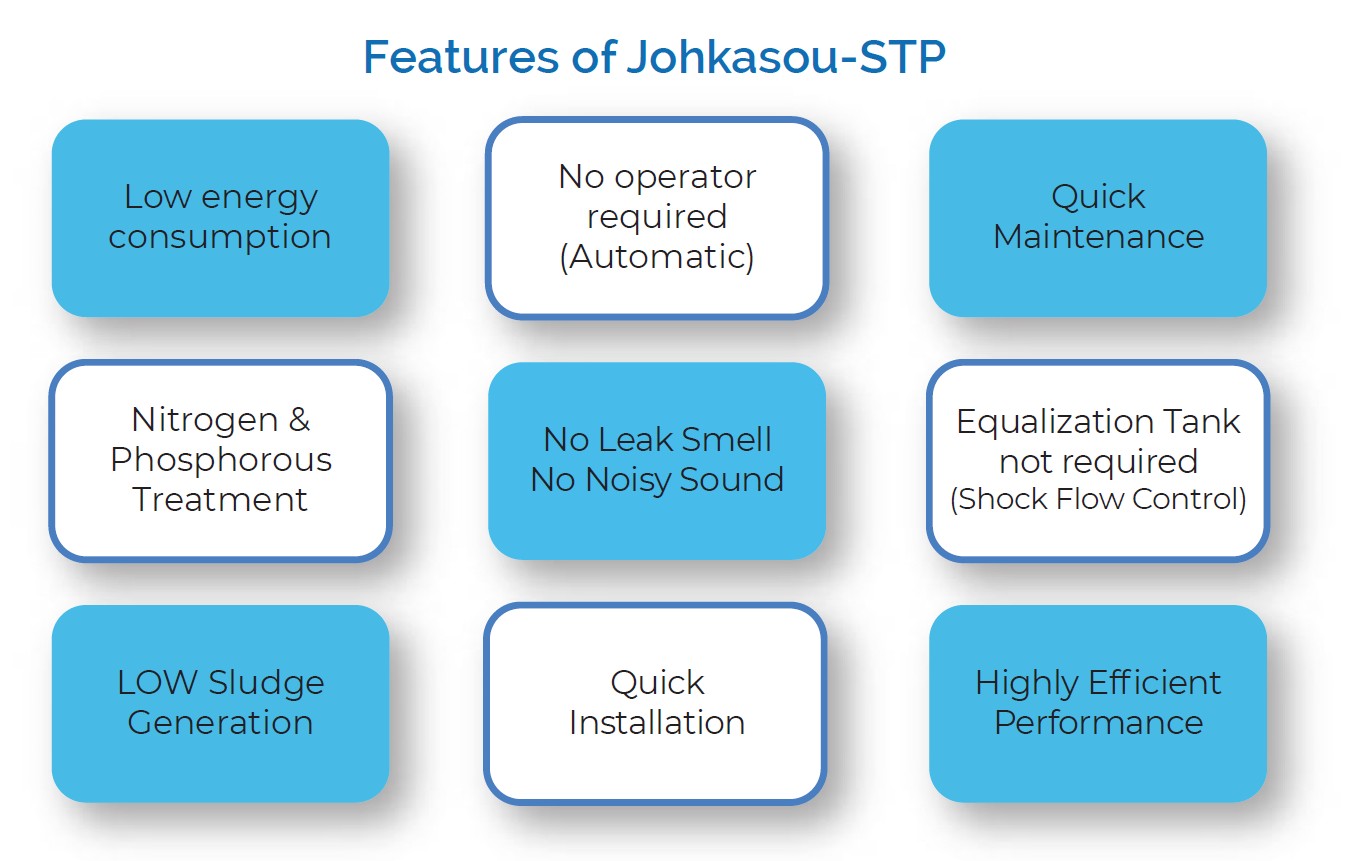 Features of Johkasou-STP
Low energy
consumption
No operator
required
(Automatic)
Quick
Maintenance
Nitrogen &
Phosphorous
Treatment
No Leak Smell
No Noisy Sound
Equalization Tank
not required
(Shock Flow Control)
LOW Sludge
Generation
Quick
Installation
Highly Efficient
Performance